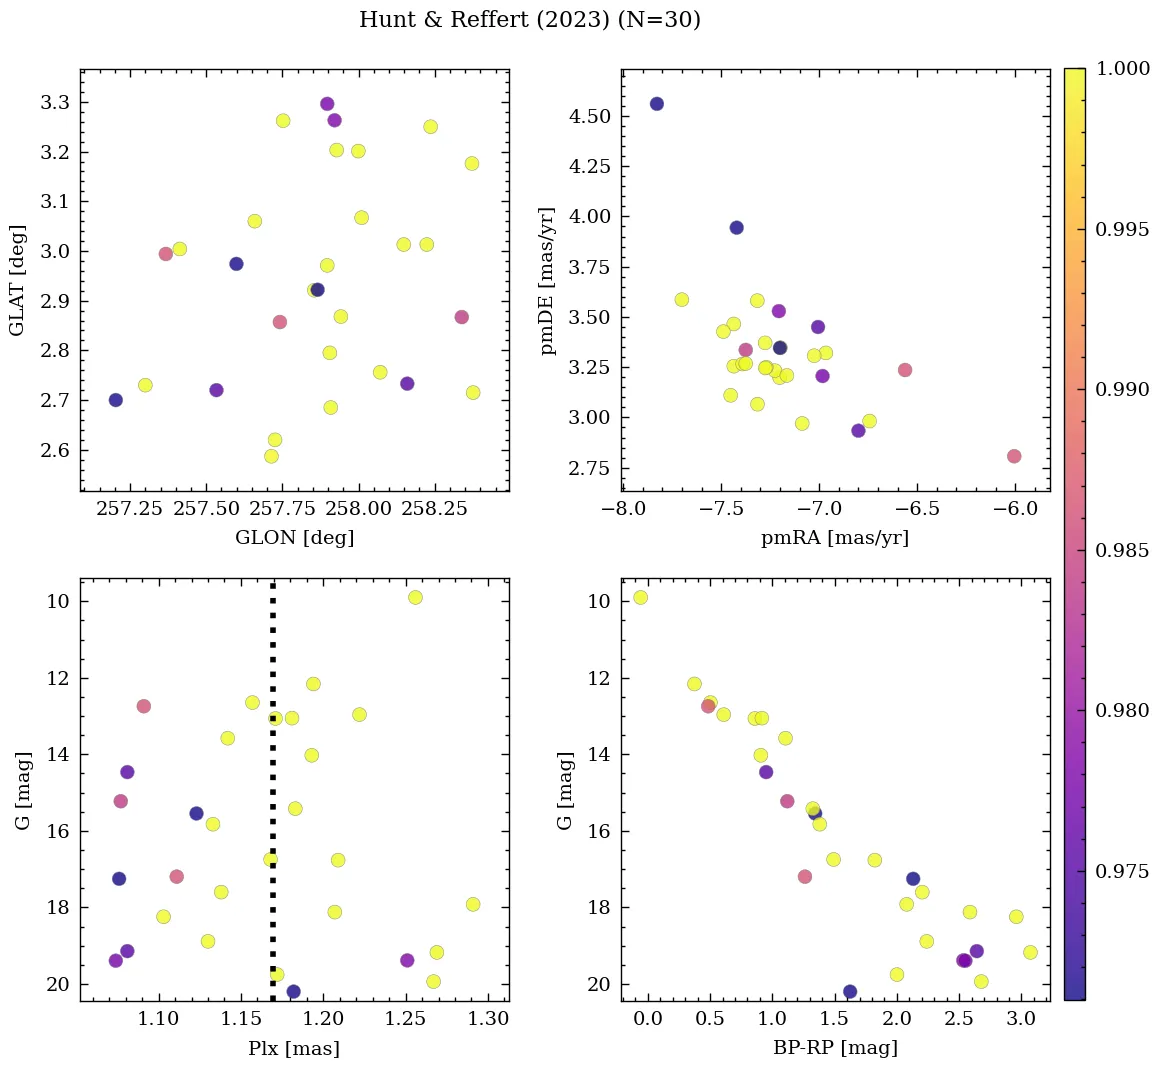 Hunt & Reffert (2023) (N=30)
3.3
3.2
3.1
3.0
2.9
2.8
2.7
2.6
GLAT [deg]
257.25 257.50 257.75 258.00 258.25
GLON [deg]
4.50
4.25
4.00
3.75
3.50
3.25
3.00
2.75
pmDE [mas/yr]
−8.0 −7.5 −7.0 −6.5 −6.0
pmRA [mas/yr]
1.000
0.995
0.990
0.985
0.980
0.975
10
12
14
16
18
20
G [mag]
1.10 1.15 1.20 1.25 1.30
Plx [mas]
10
12
14
16
18
20
G [mag]
0.0 0.5 1.0 1.5 2.0 2.5 3.0
BP-RP [mag]